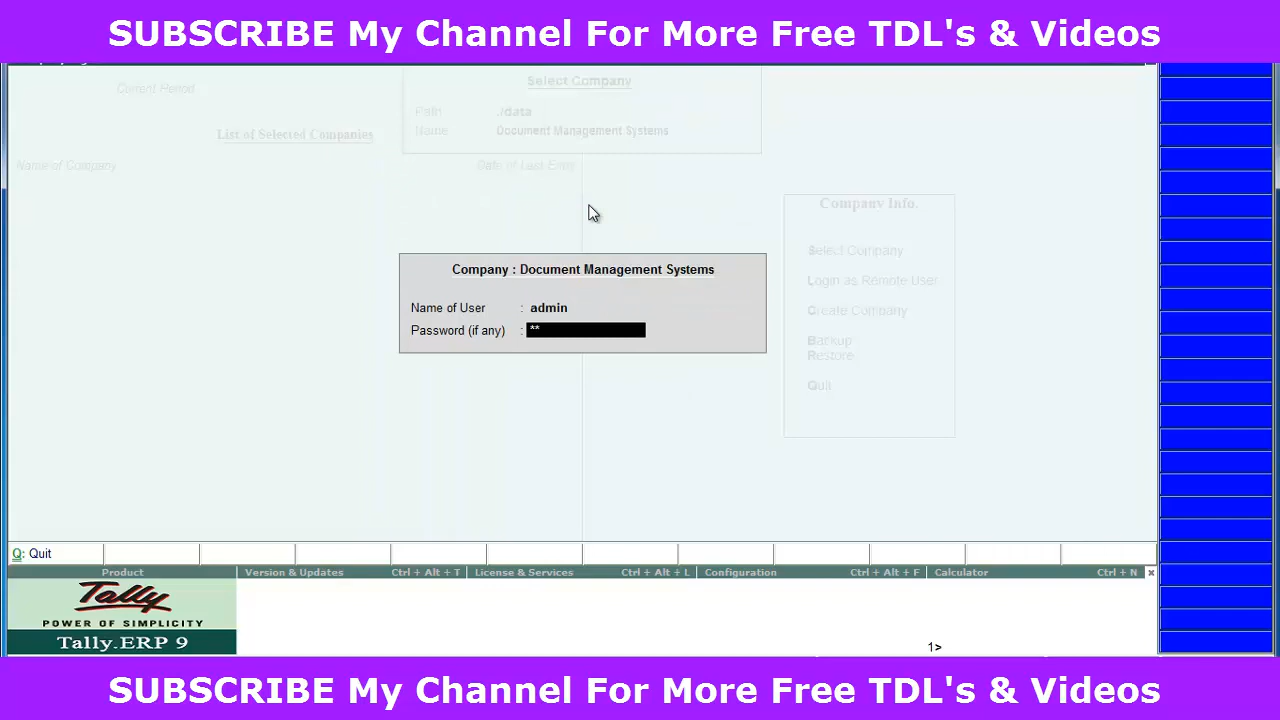 SUBSCRIBE My Channel For More Free TDL's & Videos
Select Company
Current Period
Path ./data
Name Document Management Systems
List of Selected Companies
Name of Company Date of Last Entry
Company Info.
Select Company
Login as Remote User
Create Company
Backup
Restore
Quit
Company : Document Management Systems
Name of User : admin
Password (if any) : **
Q: Quit
Product Version & Updates Ctrl + Alt + T License & Services Ctrl + Alt + L Configuration Ctrl + Alt + F Calculator Ctrl + N x
Tally
POWER OF SIMPLICITY
Tally.ERP 9
1>
SUBSCRIBE My Channel For More Free TDL's & Videos